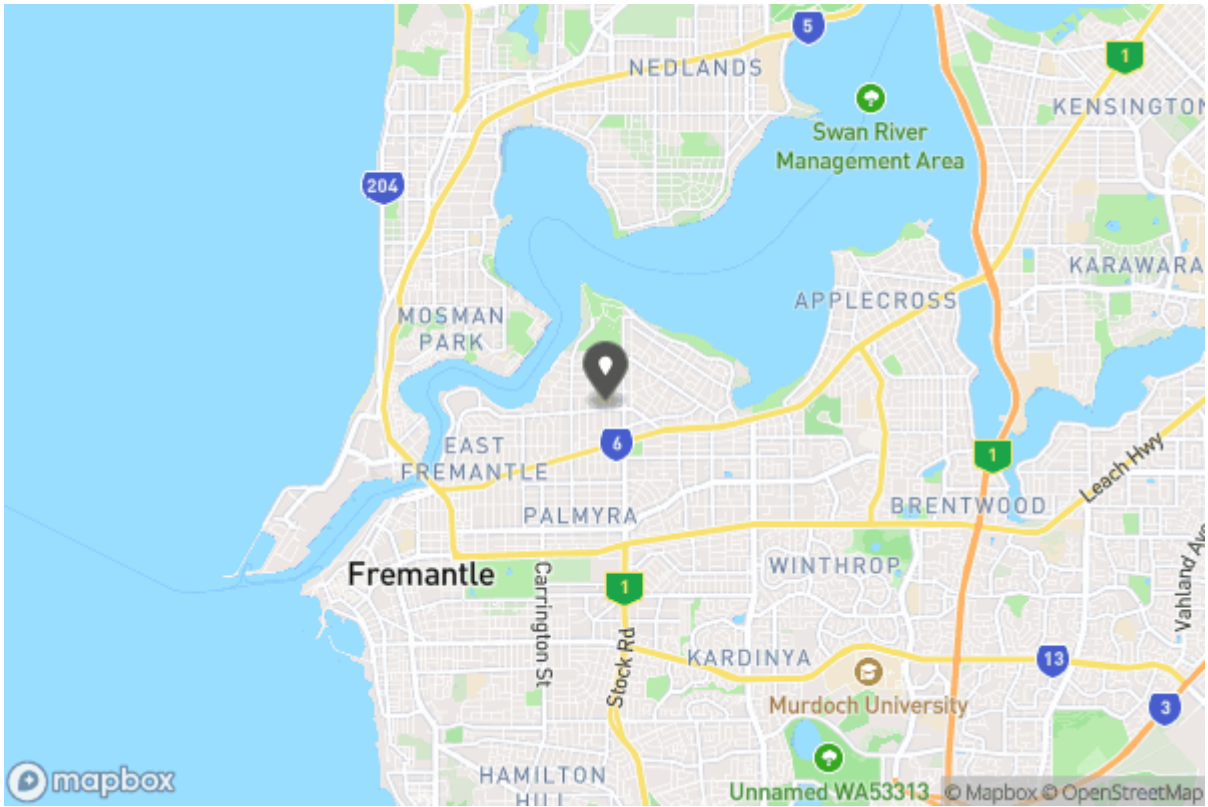 5
NEDLANDS
1
KENSINGTON
Swan River
Management Area
204
KARAWARA
APPLECROSS
MOSMAN
PARK
EAST
FREMANTLE
6
1
Leach Hwy
BRENTWOOD
PALMYRA
Fremantle
Carrington St
1
WINTHROP
Vahland Ave
Stock Rd
KARDINYA
13
Murdoch University
3
HAMILTON
HILL
Unnamed WA53313
mapbox
© Mapbox © OpenStreetMap